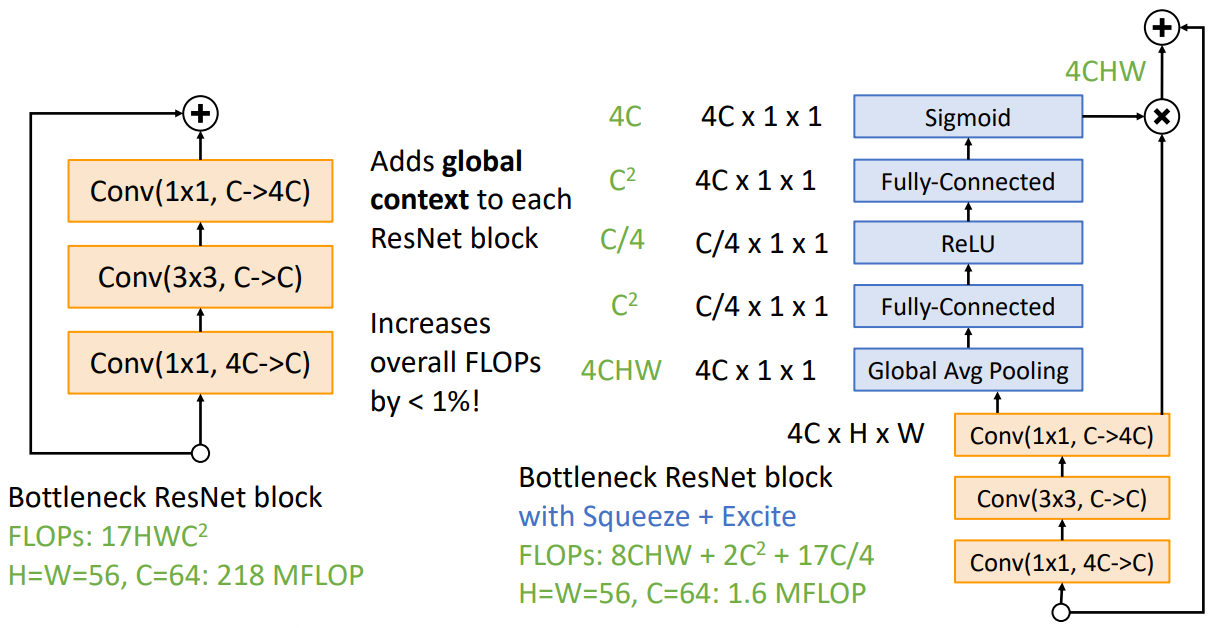 Conv(1x1, C->4C)
Conv(3x3, C->C)
Conv(1x1, 4C->C)
Bottleneck ResNet block
FLOPs: 17HWC²
H=W=56, C=64: 218 MFLOP
Adds global
context to each
ResNet block
Increases
overall FLOPs
by < 1%!
4CHW
4C 4C x 1 x 1 Sigmoid
C² 4C x 1 x 1 Fully-Connected
C/4 C/4 x 1 x 1 ReLU
C² C/4 x 1 x 1 Fully-Connected
4CHW 4C x 1 x 1 Global Avg Pooling
4C x H x W Conv(1x1, C->4C)
Conv(3x3, C->C)
Conv(1x1, 4C->C)
Bottleneck ResNet block
with Squeeze + Excite
FLOPs: 8CHW + 2C² + 17C/4
H=W=56, C=64: 1.6 MFLOP